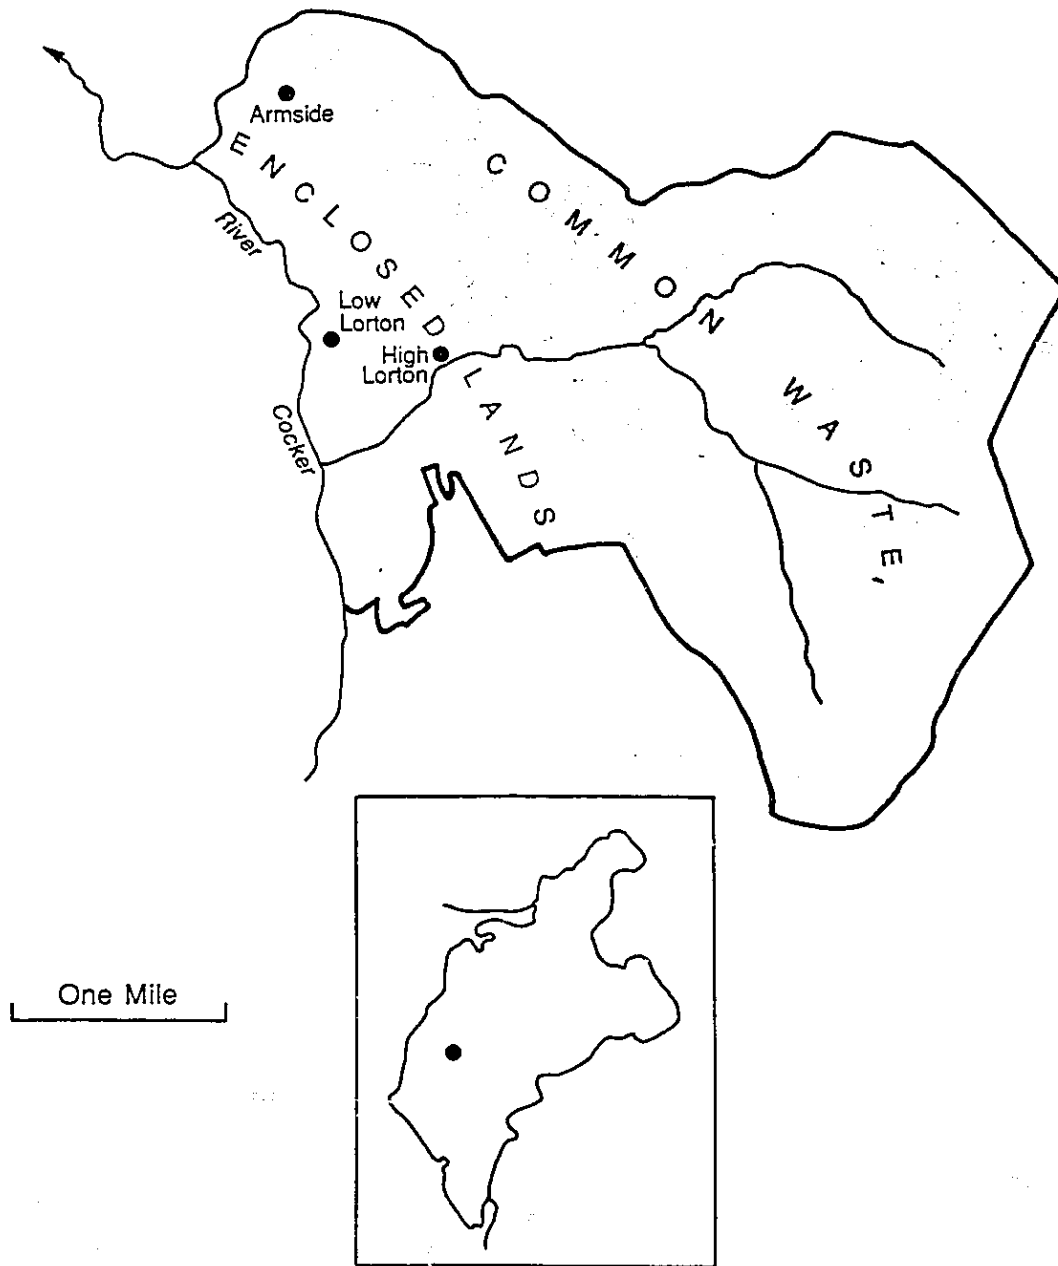 Armside
ENCLOSED LANDS
COMMON WASTE,
River
Cocker
Low
Lorton
High
Lorton
One Mile